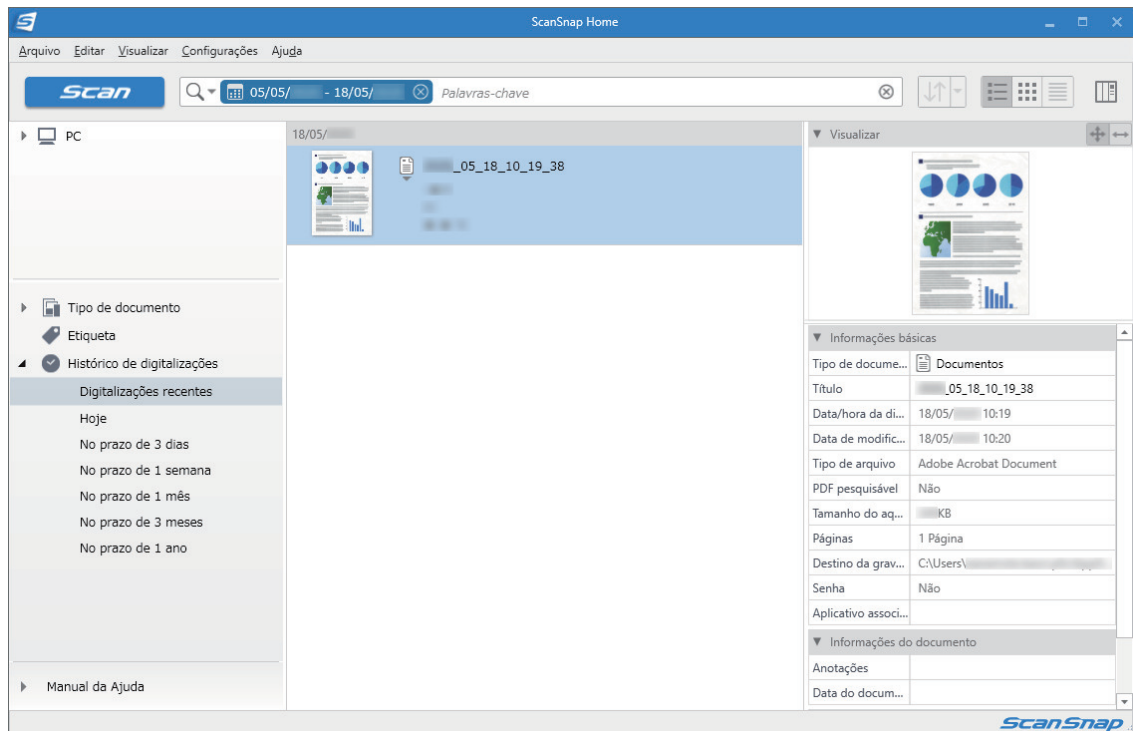 ScanSnap Home
Arquivo Editar Visualizar Configurações Ajuda
Scan
05/05/ - 18/05/ Palavras-chave
PC
18/05/
_05_18_10_19_38
Tipo de documento
Etiqueta
Histórico de digitalizações
Digitalizações recentes
Hoje
No prazo de 3 dias
No prazo de 1 semana
No prazo de 1 mês
No prazo de 3 meses
No prazo de 1 ano
Manual da Ajuda
Visualizar
Informações básicas
Tipo de docume... Documentos
Título _05_18_10_19_38
Data/hora da di... 18/05/ 10:19
Data de modific... 18/05/ 10:20
Tipo de arquivo Adobe Acrobat Document
PDF pesquisável Não
Tamanho do aq... KB
Páginas 1 Página
Destino da grav... C:\Users\
Senha Não
Aplicativo associ...
Informações do documento
Anotações
Data do docum...
ScanSnap